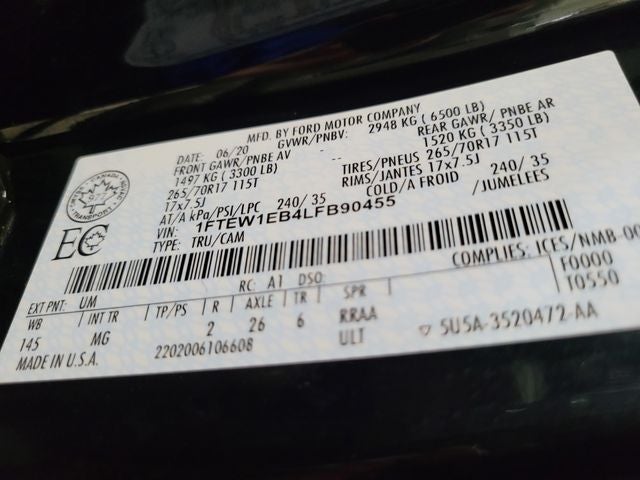 MFD. BY FORD MOTOR COMPANY
DATE: 06/20 GVWR/PNBV: 2948 KG ( 6500 LB)
FRONT GAWR/PNBE AV REAR GAWR/ PNBE AR
1497 KG ( 3300 LB) 1520 KG ( 3350 LB)
265/70R17 115T TIRES/PNEUS 265/70R17 115T
17x7.5J RIMS/JANTES 17x7.5J
AT/A kPa/PSI/LPC 240/ 35 COLD/A FROID 240/ 35
VIN: 1FTEW1EB4LFB90455 /JUMELEES
TYPE: TRU/CAM
COMPLIES: ICES/NMB-00
EXT PNT: UM RC: A1 DSO: F0000
WB INT TR TP/PS R AXLE TR SPR T0550
145 MG 2 26 6 RRAA
MADE IN U.S.A. 2202006106608 ULT 5U5A-3520472-AA
EC
CANADA
TRANSPORT